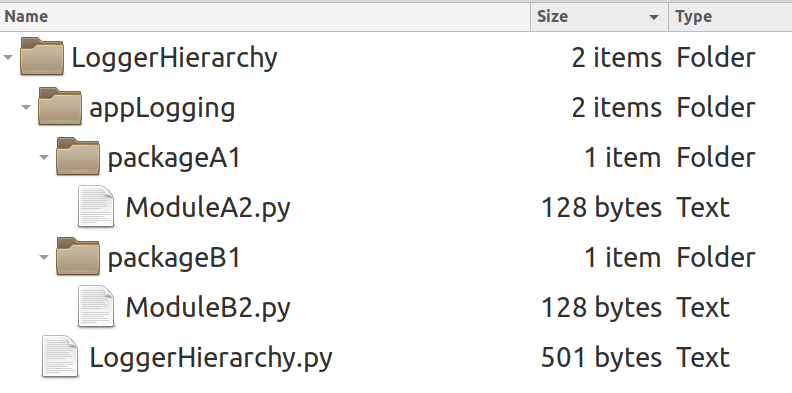 Name Size Type
LoggerHierarchy 2 items Folder
appLogging 2 items Folder
packageA1 1 item Folder
ModuleA2.py 128 bytes Text
packageB1 1 item Folder
ModuleB2.py 128 bytes Text
LoggerHierarchy.py 501 bytes Text